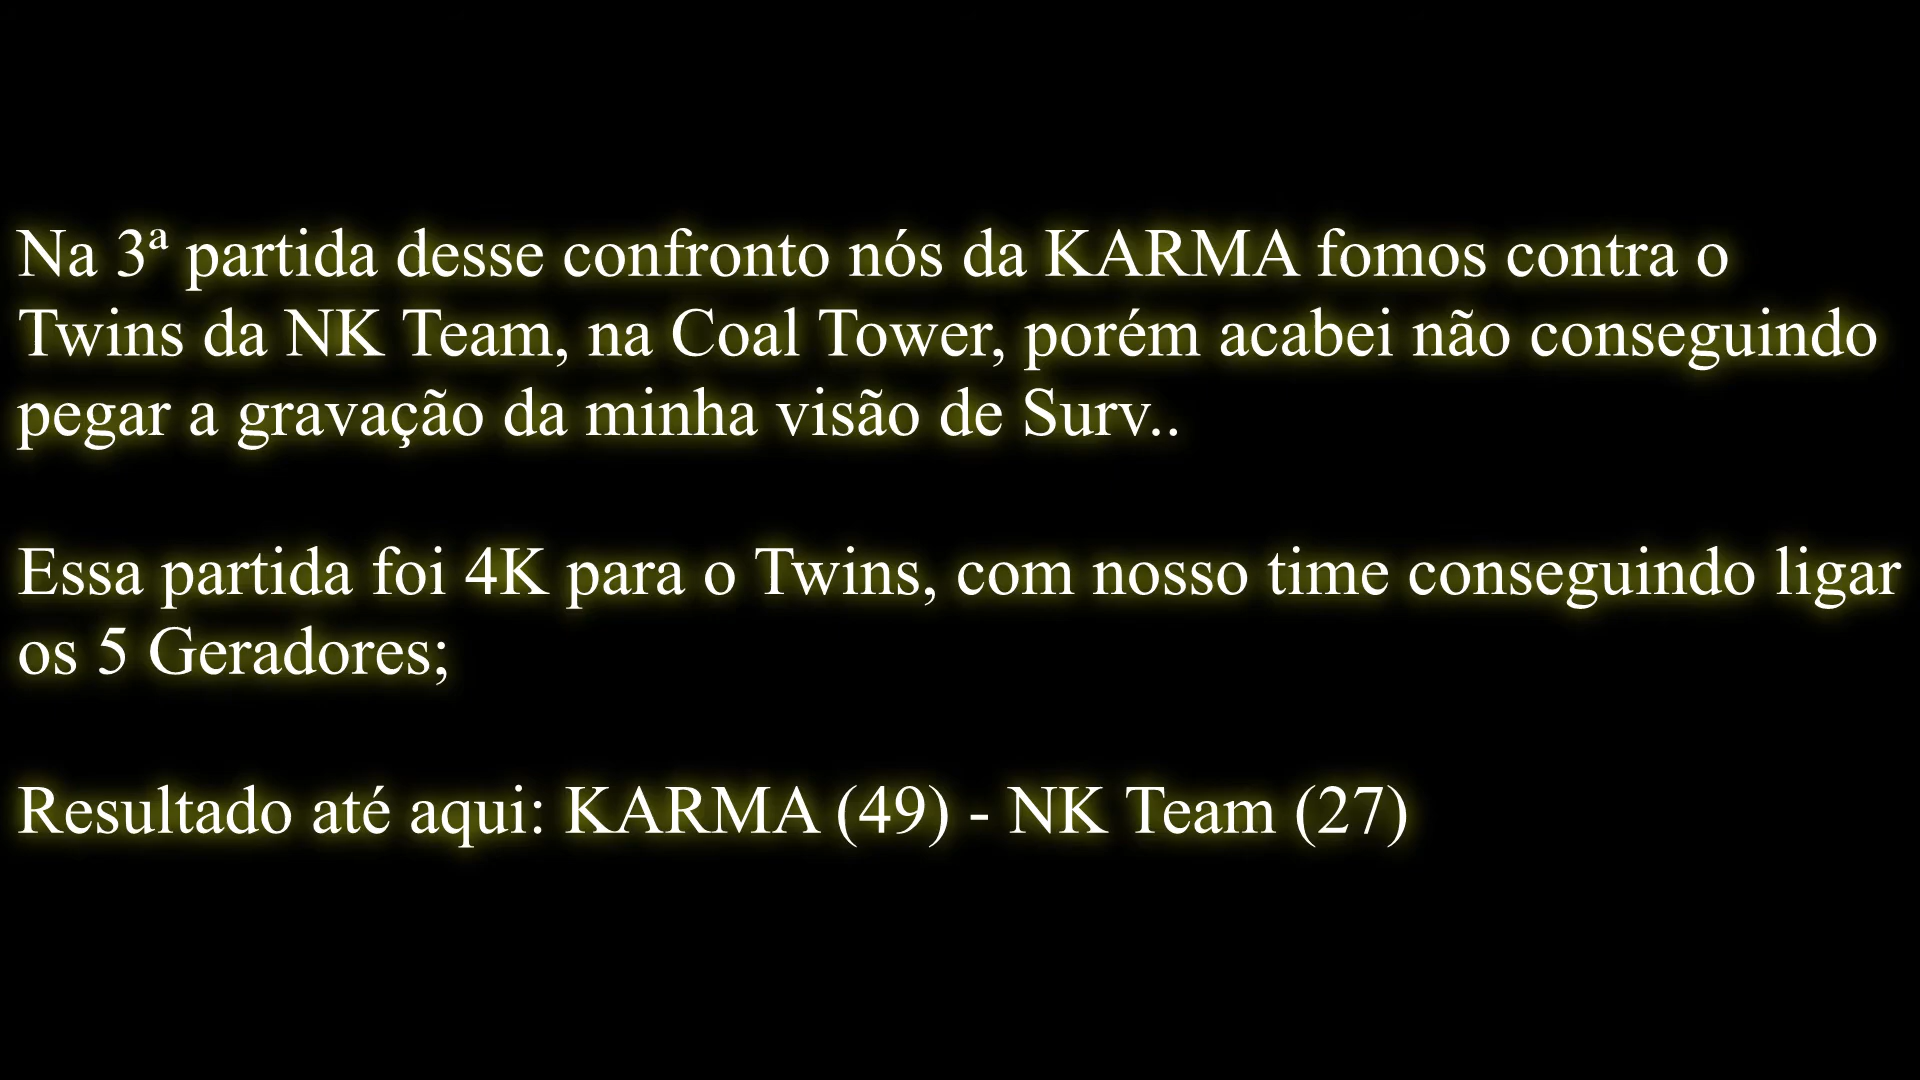 Na 3ª partida desse confronto nós da KARMA fomos contra o
Twins da NK Team, na Coal Tower, porém acabei não conseguindo
pegar a gravação da minha visão de Surv..
Essa partida foi 4K para o Twins, com nosso time conseguindo ligar
os 5 Geradores;
Resultado até aqui: KARMA (49) - NK Team (27)